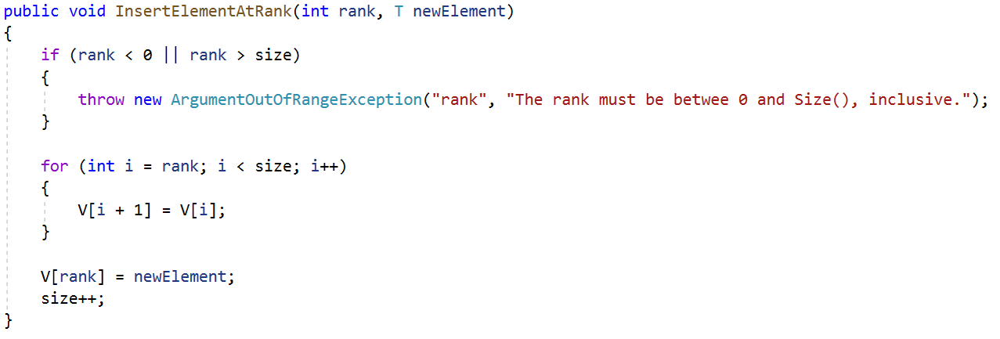 public void InsertElementAtRank(int rank, T newElement)
{
if (rank < 0 || rank > size)
{
throw new ArgumentOutOfRangeException("rank", "The rank must be betwee 0 and Size(), inclusive.");
}
for (int i = rank; i < size; i++)
{
V[i + 1] = V[i];
}
V[rank] = newElement;
size++;
}